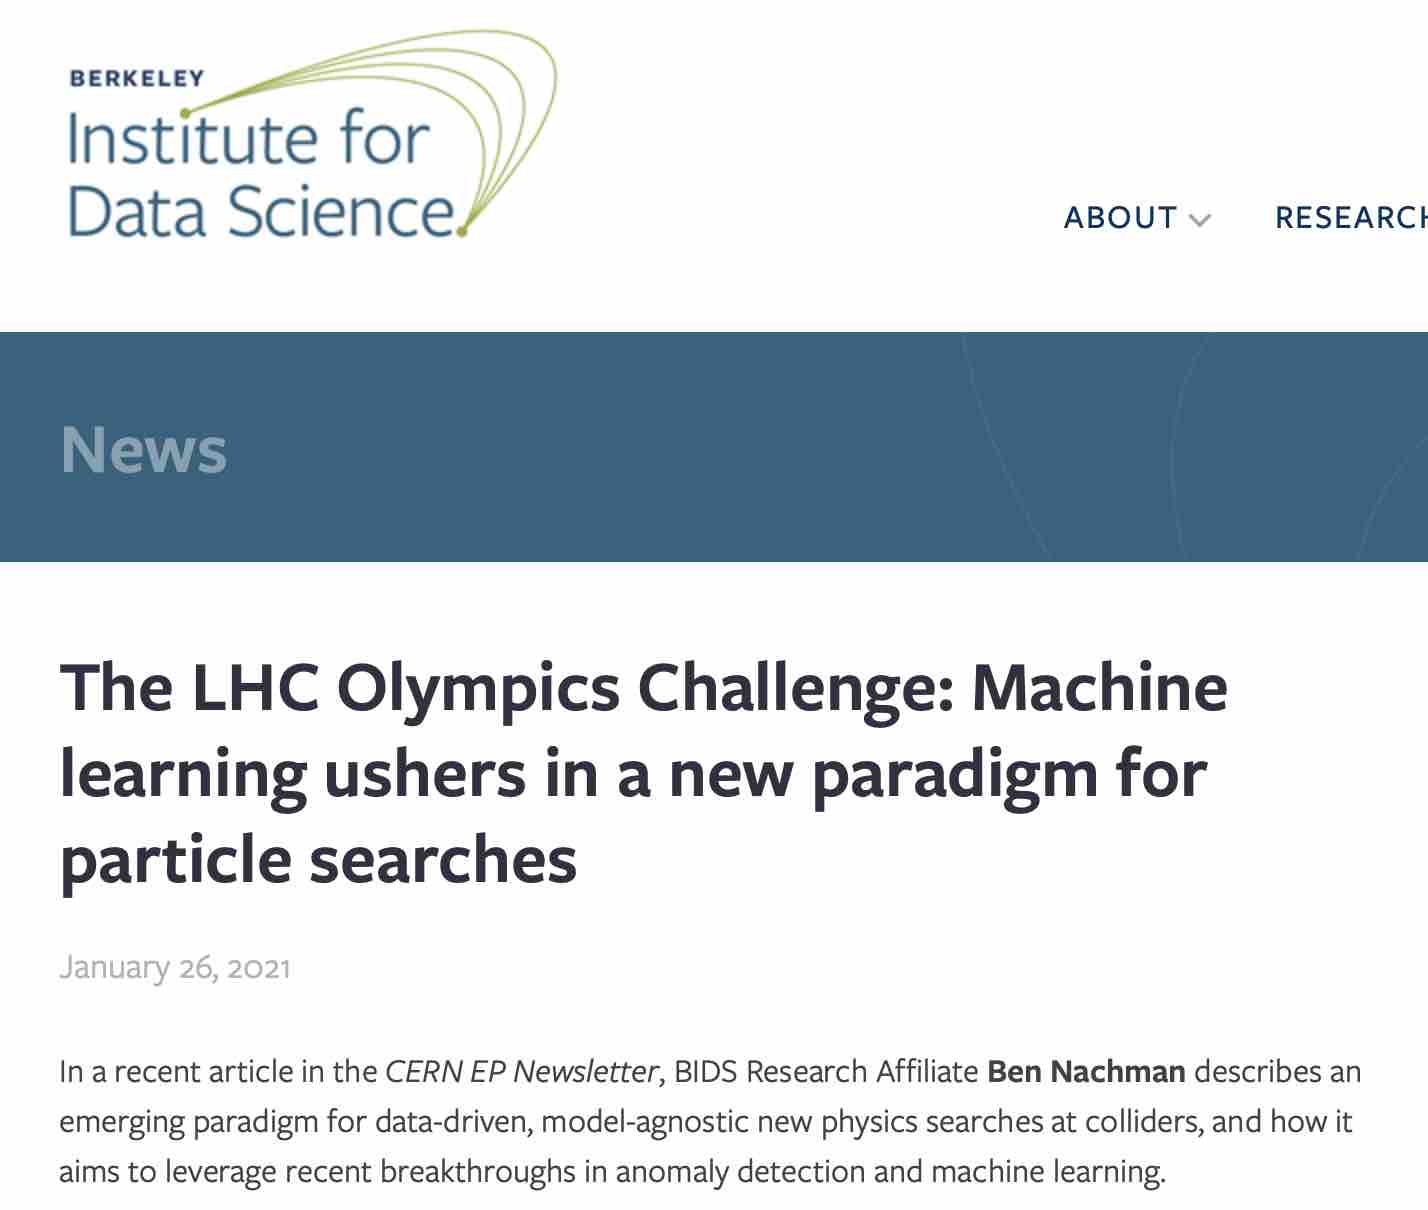 BERKELEY
Institute for
Data Science
ABOUT RESEARCH
News
The LHC Olympics Challenge: Machine
learning ushers in a new paradigm for
particle searches
January 26, 2021
In a recent article in the CERN EP Newsletter, BIDS Research Affiliate Ben Nachman describes an
emerging paradigm for data-driven, model-agnostic new physics searches at colliders, and how it
aims to leverage recent breakthroughs in anomaly detection and machine learning.